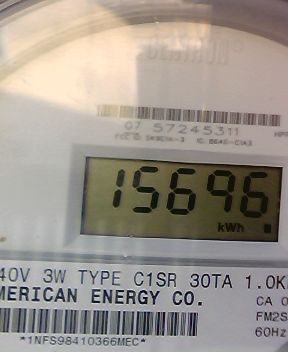 CENTRON®
07 57245311
15696
kWh
40V 3W TYPE C1SR 30TA 1.0K
MERICAN ENERGY CO.
CA 0
FM2S
60Hz
*1NFS98410366MEC*